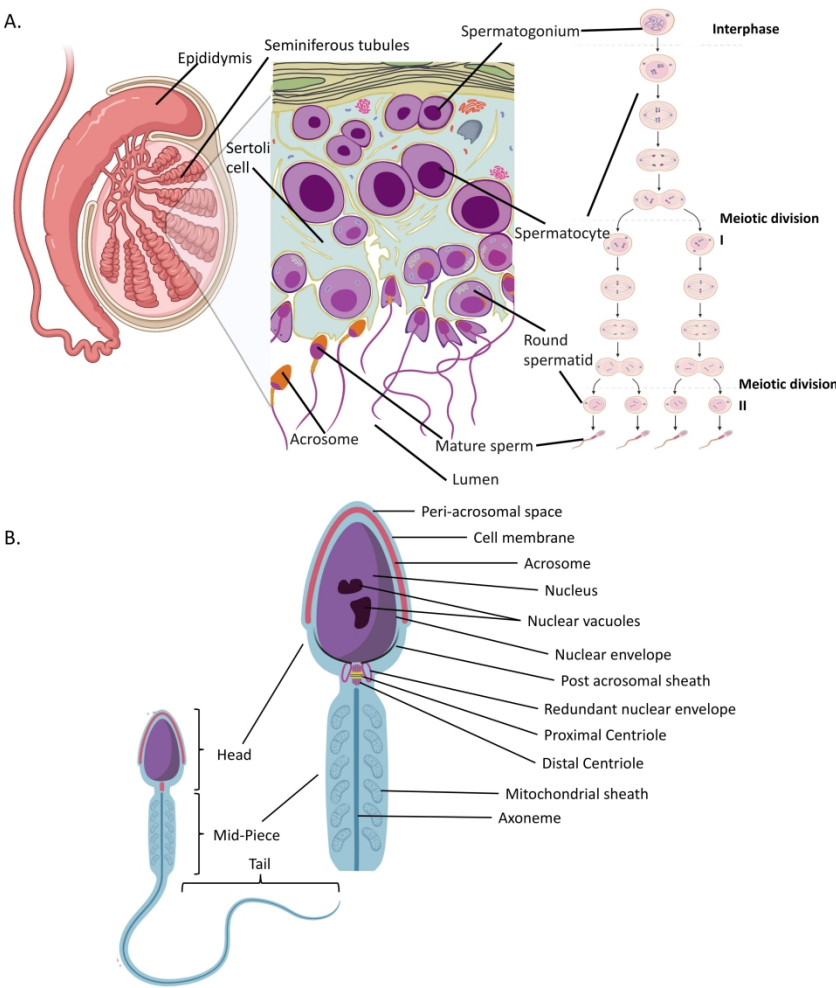 A.
Spermatogonium
Interphase
Epididymis
Seminiferous tubules
Sertoli
cell
Spermatocyte
Meiotic division
I
Round
spermatid
Meiotic division
II
Acrosome
Mature sperm
Lumen
B.
Peri-acrosomal space
Cell membrane
Acrosome
Nucleus
Nuclear vacuoles
Nuclear envelope
Post acrosomal sheath
Redundant nuclear envelope
Proximal Centriole
Distal Centriole
Mitochondrial sheath
Axoneme
Head
Mid-Piece
Tail